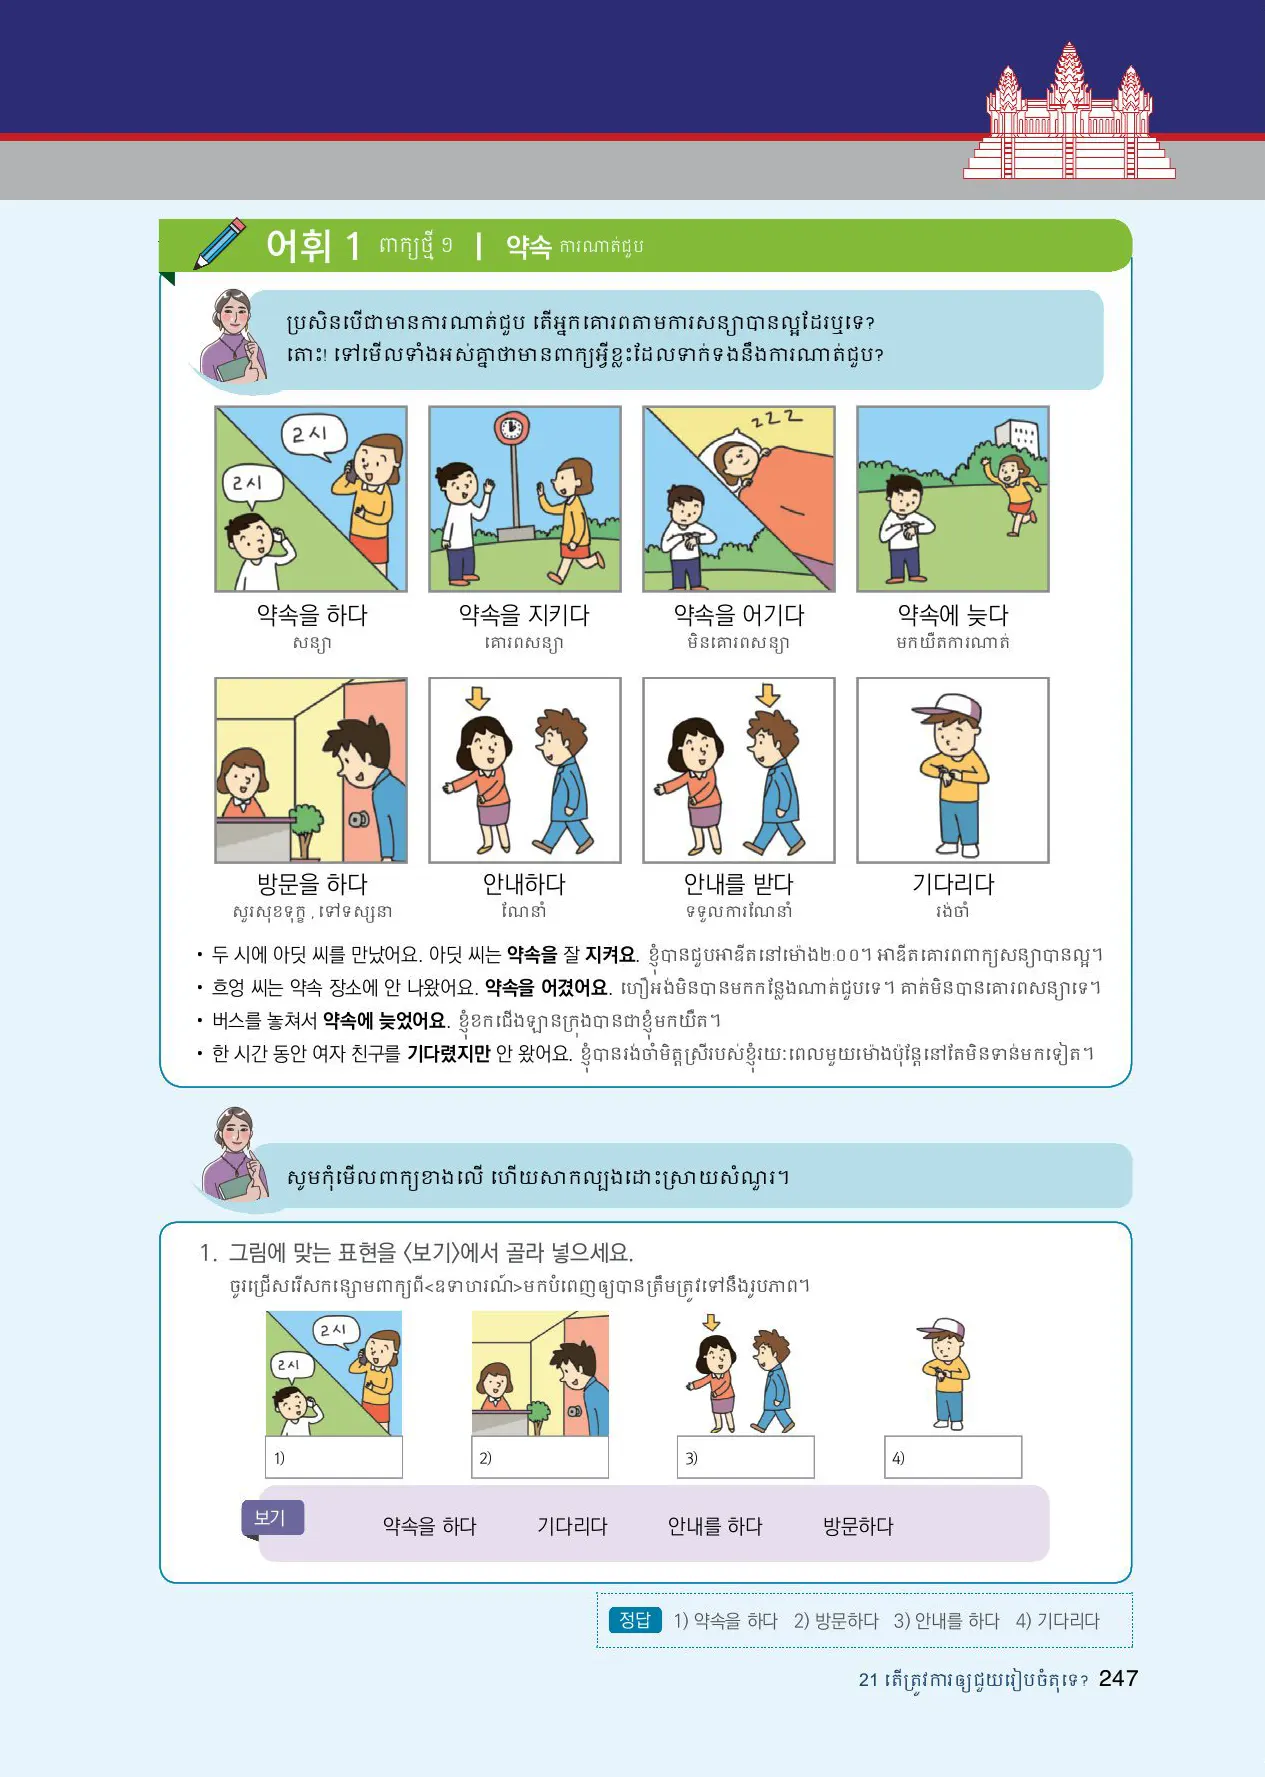 어휘 1 ពាក្យថ្មី ១ | 약속 ការណាត់ជួប
ប្រសិនបើជាមានការណាត់ជួប តើអ្នកគោរពតាមការសន្យាបានល្អដែរឬទេ?
តោះ! ទៅមើលទាំងអស់គ្នាថាមានពាក្យអ្វីខ្លះដែលទាក់ទងនឹងការណាត់ជួប?
2시
2시
zzz
약속을 하다 약속을 지키다 약속을 어기다 약속에 늦다
សន្យា គោរពសន្យា មិនគោរពសន្យា មកយឺតការណាត់
방문을 하다 안내하다 안내를 받다 기다리다
សួរសុខទុក្ខ , ទៅទស្សនា ណែនាំ ទទួលការណែនាំ រង់ចាំ
• 두 시에 아딧 씨를 만났어요. 아딧 씨는 약속을 잘 지켜요. ខ្ញុំបានជួបអាឌីតនៅម៉ោង២:០០។ អាឌីតគោរពពាក្យសន្យាបានល្អ។
• 흐엉 씨는 약속 장소에 안 나왔어요. 약속을 어겼어요. ហឿអង់មិនបានមកកន្លែងណាត់ជួបទេ។ គាត់មិនបានគោរពសន្យាទេ។
• 버스를 놓쳐서 약속에 늦었어요. ខ្ញុំខកជើងឡានក្រុងបានជាខ្ញុំមកយឺត។
• 한 시간 동안 여자 친구를 기다렸지만 안 왔어요. ខ្ញុំបានរង់ចាំមិត្តស្រីរបស់ខ្ញុំរយៈពេលមួយម៉ោងប៉ុន្តែនៅតែមិនទាន់មកទៀត។
សូមកុំមើលពាក្យខាងលើ ហើយសាកល្បងដោះស្រាយសំណួរ។
1. 그림에 맞는 표현을 〈보기〉에서 골라 넣으세요.
ចូរជ្រើសរើសកន្សោមពាក្យពី<ឧទាហរណ៍>មកបំពេញឲ្យបានត្រឹមត្រូវទៅនឹងរូបភាព។
2시
2시
1) 2) 3) 4)
보기 약속을 하다 기다리다 안내를 하다 방문하다
정답 1) 약속을 하다 2) 방문하다 3) 안내를 하다 4) 기다리다
21 តើត្រូវការឲ្យជួយរៀបចំតុទេ? 247